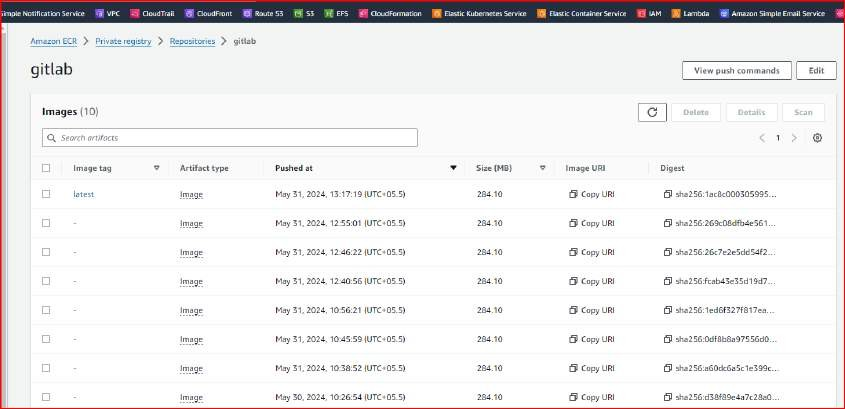 Simple Notification Service VPC CloudTrail CloudFront Route 53 S3 EFS CloudFormation Elastic Kubernetes Service Elastic Container Service IAM Lambda Amazon Simple Email Service
Amazon ECR > Private registry > Repositories > gitlab
gitlab
View push commands Edit
Images (10)
Delete Details Scan
Search artifacts
1
Image tag Artifact type Pushed at Size (MB) Image URI Digest
latest Image May 31, 2024, 13:17:19 (UTC+05.5) 284.10 Copy URI sha256:1ac8c000305995...
- Image May 31, 2024, 12:55:01 (UTC+05.5) 284.10 Copy URI sha256:269c08dfb4e561...
- Image May 31, 2024, 12:46:22 (UTC+05.5) 284.10 Copy URI sha256:26c7e2e5dd54f2...
- Image May 31, 2024, 12:40:56 (UTC+05.5) 284.10 Copy URI sha256:fcab43e35d19d7...
- Image May 31, 2024, 10:56:21 (UTC+05.5) 284.10 Copy URI sha256:1ed6f327f817ea...
- Image May 31, 2024, 10:45:59 (UTC+05.5) 284.10 Copy URI sha256:0df8b8a97556d0...
- Image May 31, 2024, 10:38:52 (UTC+05.5) 284.10 Copy URI sha256:a60dc6a5c1e399c...
- Image May 30, 2024, 10:26:54 (UTC+05.5) 284.10 Copy URI sha256:d38f89e4a7c28a0...